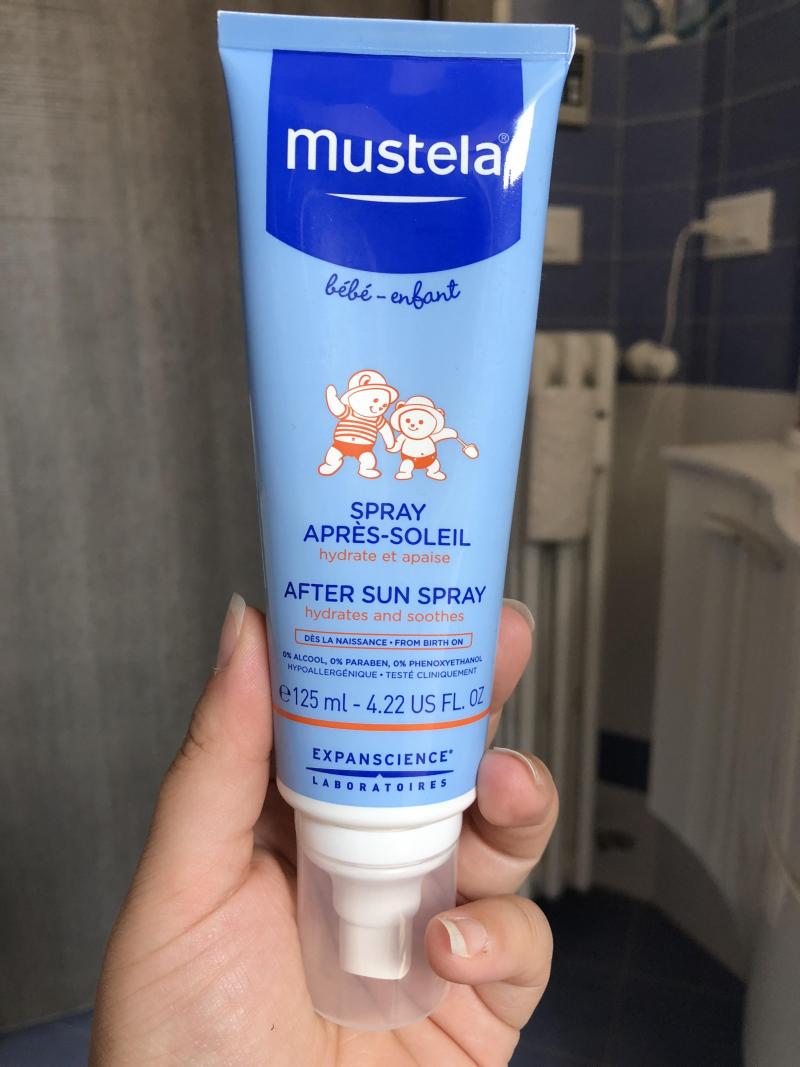 mustela®
bébé-enfant
SPRAY
APRÈS-SOLEIL
hydrate et apaise
AFTER SUN SPRAY
hydrates and soothes
DÈS LA NAISSANCE • FROM BIRTH ON
0% ALCOOL, 0% PARABEN, 0% PHENOXYETHANOL
HYPOALLERGÉNIQUE • TESTÉ CLINIQUEMENT
℮125 ml - 4.22 US FL. OZ
EXPANSCIENCE®
LABORATOIRES